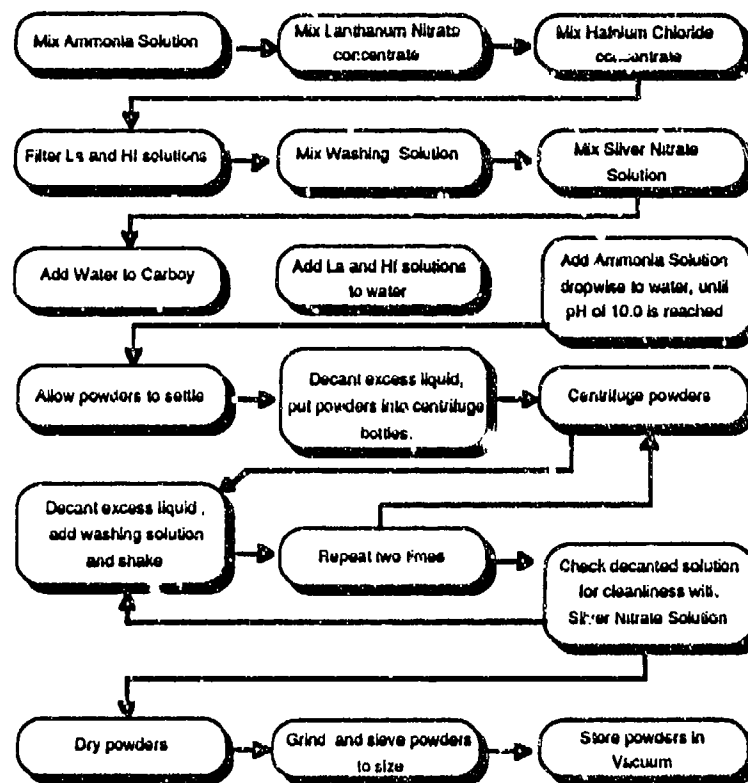 Mix Ammonia Solution
Mix Lanthanum Nitrate
concentrate
Mix Hafnium Chloride
concentrate
Filter La and Hf solutions
Mix Washing Solution
Mix Silver Nitrate
Solution
Add Water to Carboy
Add La and Hf solutions
to water
Add Ammonia Solution
dropwise to water, until
pH of 10.0 is reached
Allow powders to settle
Decant excess liquid,
put powders into centrifuge
bottles.
Centrifuge powders
Decant excess liquid ,
add washing solution
and shake
Repeat two times
Check decanted solution
for cleanliness with
Silver Nitrate Solution
Dry powders
Grind and sieve powders
to size
Store powders in
Vacuum